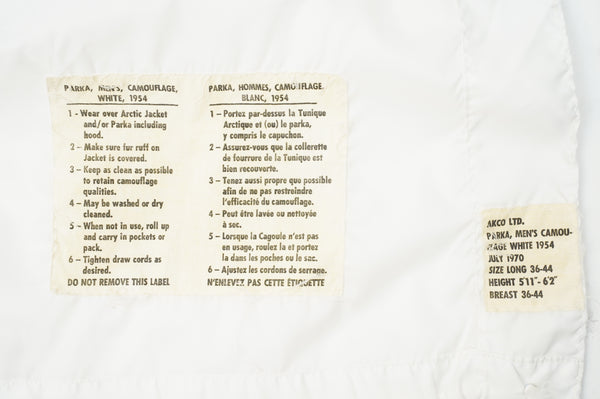 PARKA, MEN'S, CAMOUFLAGE,
WHITE, 1954
1 - Wear over Arctic Jacket
and/or Parka including
hood.
2 - Make sure fur ruff on
Jacket is covered.
3 - Keep as clean as possible
to retain camouflage
qualities.
4 - May be washed or dry
cleaned.
5 - When not in use, roll up
and carry in pockets or
pack.
6 - Tighten draw cords as
desired.
DO NOT REMOVE THIS LABEL
PARKA, HOMMES, CAMOUFLAGE.
BLANC, 1954
1 - Portez par-dessus la Tunique
Arctique et (ou) le parka,
y compris le capuchon.
2 - Assurez-vous que la collerette
de fourrure de la Tunique est
bien recouverte.
3 - Tenez aussi propre que possible
afin de ne pas restreindre
l'efficacité du camouflage.
4 - Peut être lavée ou nettoyée
à sec.
5 - Lorsque la Cagoule n'est pas
en usage, roulez la et portez
la dans les poches ou le sac.
6 - Ajustez les cordons de serrage.
N'ENLEVEZ PAS CETTE ÉTIQUETTE
AKCO LTD.
PARKA, MEN'S CAMOU-
FLAGE WHITE 1954
JULY 1970
SIZE LONG 36-44
HEIGHT 5'11"- 6'2"
BREAST 36-44